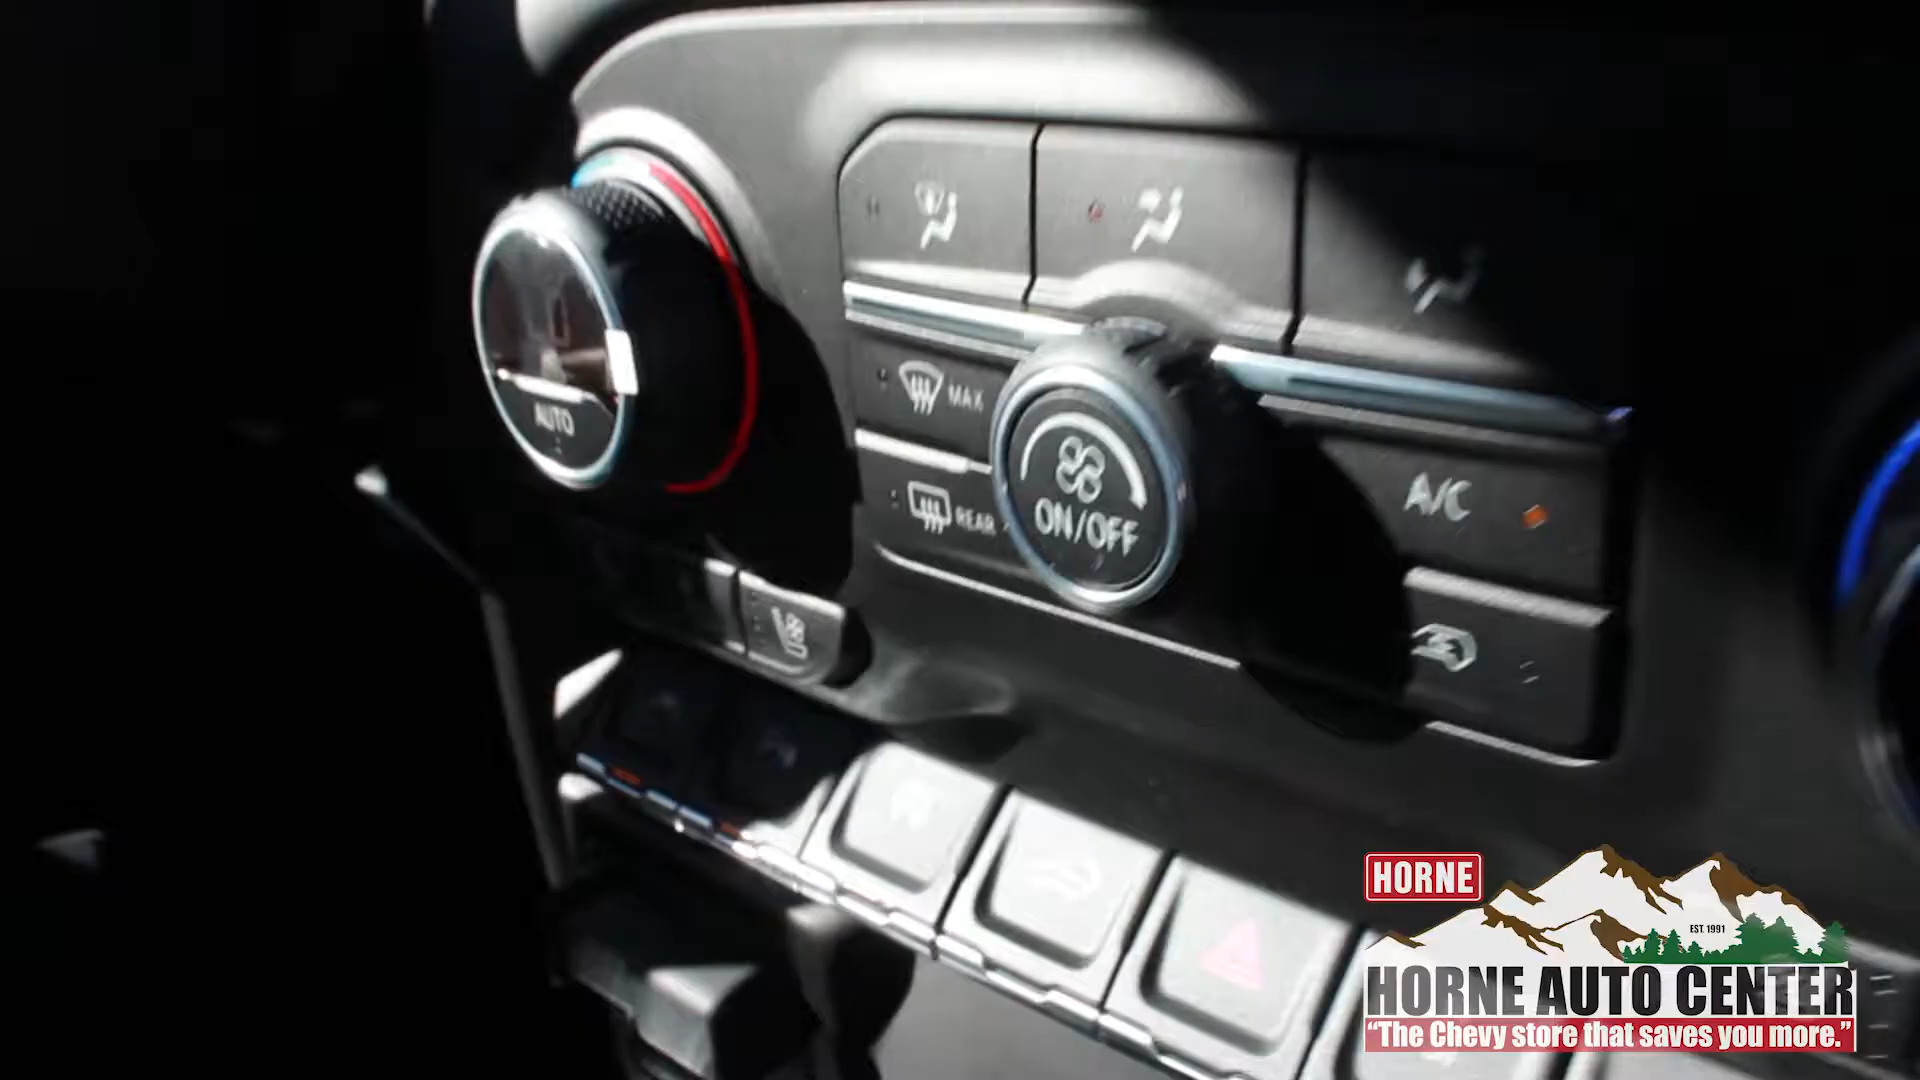 AUTO
MAX
REAR
ON/OFF
A/C
HORNE
EST. 1991
HORNE AUTO CENTER
"The Chevy store that saves you more."